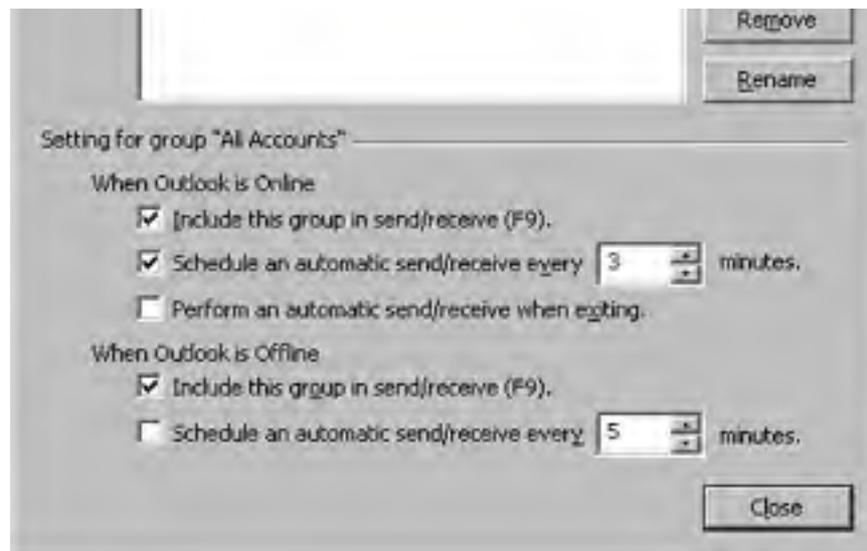 Remove
Rename
Setting for group "All Accounts"
When Outlook is Online
Include this group in send/receive (F9).
Schedule an automatic send/receive every 3 minutes.
Perform an automatic send/receive when exiting.
When Outlook is Offline
Include this group in send/receive (F9).
Schedule an automatic send/receive every 5 minutes.
Close